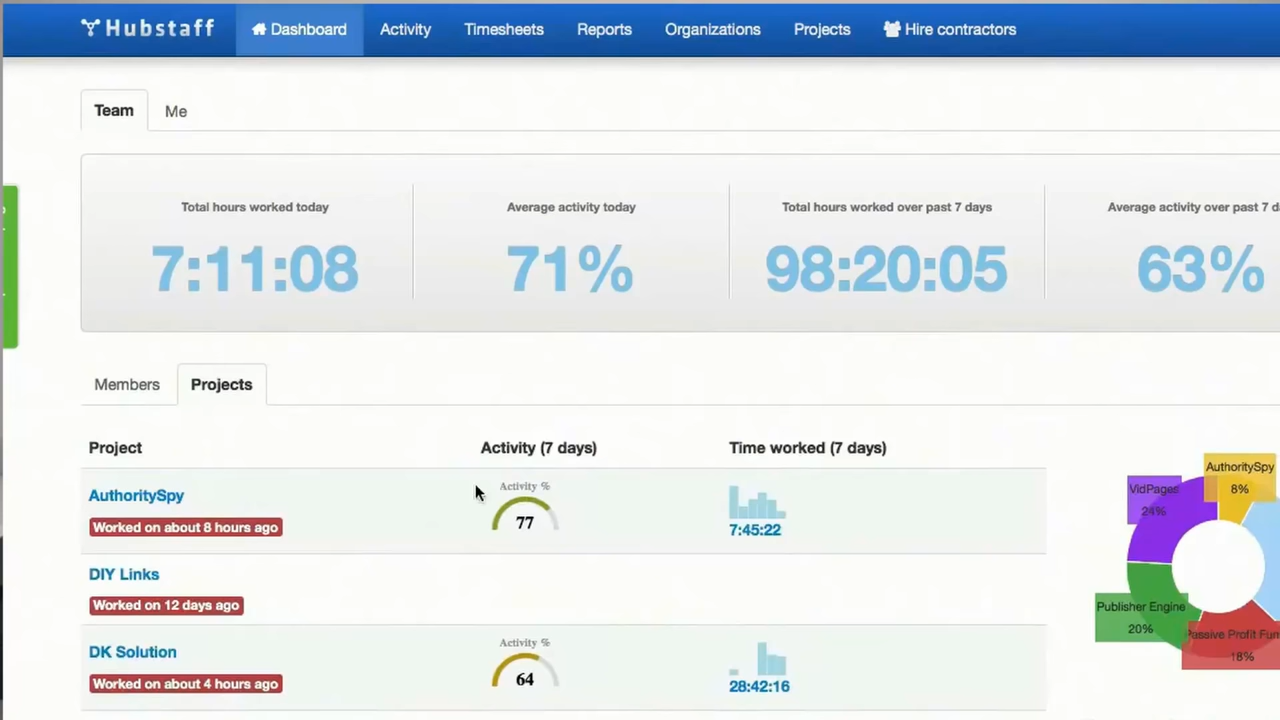 Hubstaff Dashboard Activity Timesheets Reports Organizations Projects Hire contractors
Team Me
Total hours worked today Average activity today Total hours worked over past 7 days Average activity over past 7 d
7:11:08 71% 98:20:05 63%
Members Projects
Project Activity (7 days) Time worked (7 days)
AuthoritySpy
Worked on about 8 hours ago
Activity %
77
7:45:22
DIY Links
Worked on 12 days ago
DK Solution
Worked on about 4 hours ago
Activity %
64
28:42:16
AuthoritySpy
8%
VidPages
24%
Publisher Engine
20%
Passive Profit Fun
18%